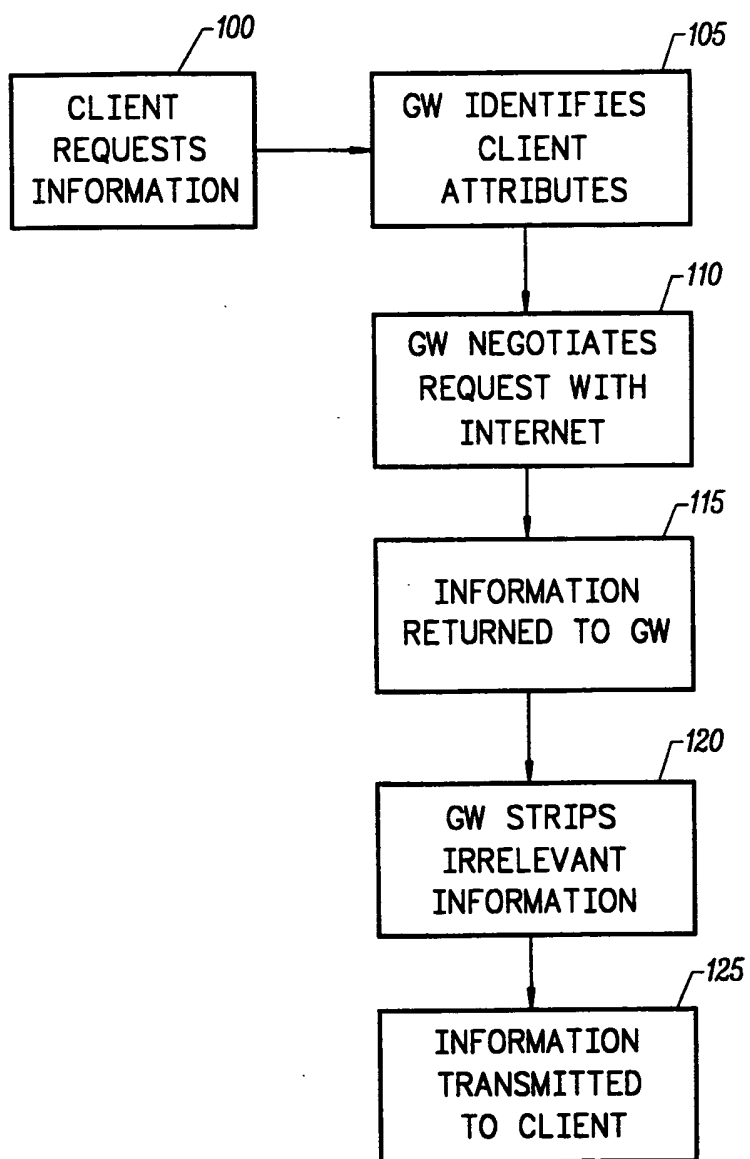 100
CLIENT
REQUESTS
INFORMATION
105
GW IDENTIFIES
CLIENT
ATTRIBUTES
110
GW NEGOTIATES
REQUEST WITH
INTERNET
115
INFORMATION
RETURNED TO GW
120
GW STRIPS
IRRELEVANT
INFORMATION
125
INFORMATION
TRANSMITTED
TO CLIENT